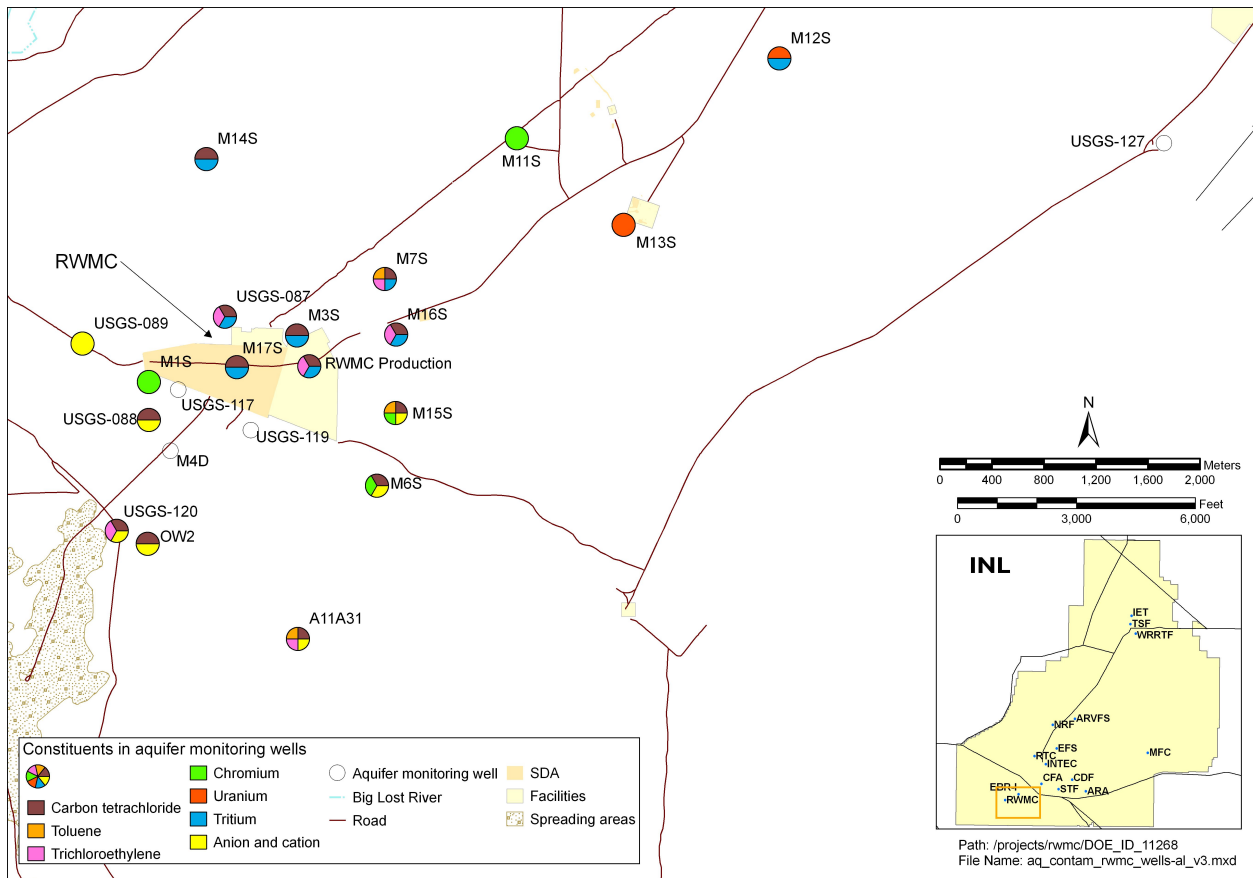 M12S
M11S
USGS-127
M14S
M13S
M7S
RWMC
USGS-087
M3S
M16S
USGS-089
M17S
M1S
RWMC Production
USGS-117
M15S
USGS-088
USGS-119
M4D
M6S
USGS-120
OW2
A11A31
N
Meters
0 400 800 1,200 1,600 2,000
Feet
0 3,000 6,000
INL
IET
TSF
WRRTF
ARVFS
NRF
EFS
RTC
MFC
INTEC
CFA CDF
EBR-I STF ARA
RWMC
Constituents in aquifer monitoring wells
Carbon tetrachloride
Toluene
Trichloroethylene
Chromium
Uranium
Tritium
Anion and cation
Aquifer monitoring well
Big Lost River
Road
SDA
Facilities
Spreading areas
Path: /projects/rwmc/DOE_ID_11268
File Name: aq_contam_rwmc_wells-al_v3.mxd